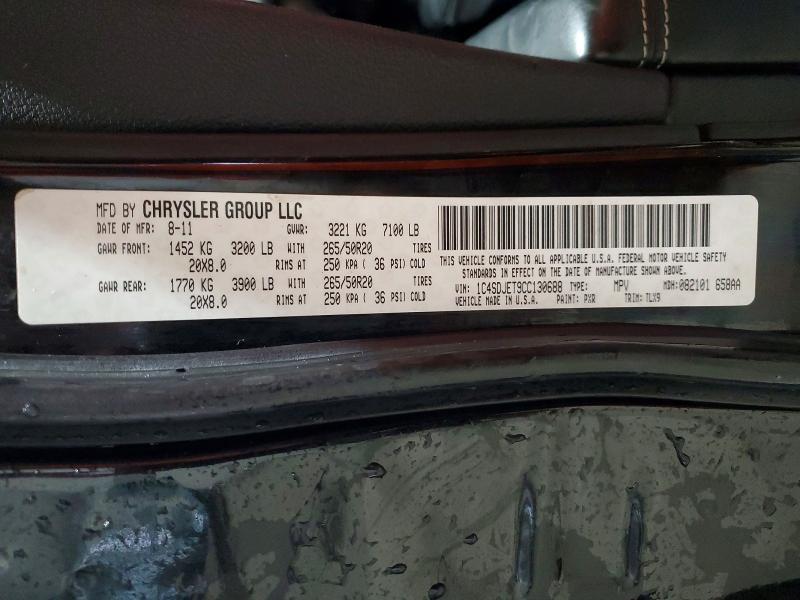 MFD BY CHRYSLER GROUP LLC
DATE OF MFR: 8-11 GVWR: 3221 KG 7100 LB
GAWR FRONT: 1452 KG 3200 LB WITH 265/50R20 TIRES
20X8.0 RIMS AT 250 KPA ( 36 PSI) COLD
GAWR REAR: 1770 KG 3900 LB WITH 265/50R20 TIRES
20X8.0 RIMS AT 250 KPA ( 36 PSI) COLD
THIS VEHICLE CONFORMS TO ALL APPLICABLE U.S.A. FEDERAL MOTOR VEHICLE SAFETY
STANDARDS IN EFFECT ON THE DATE OF MANUFACTURE SHOWN ABOVE.
VIN: 1C4SDJET9CC130688 TYPE: MPV MDH: 082101 658AA
VEHICLE MADE IN U.S.A. PAINT: PXR TRIM: TLX9